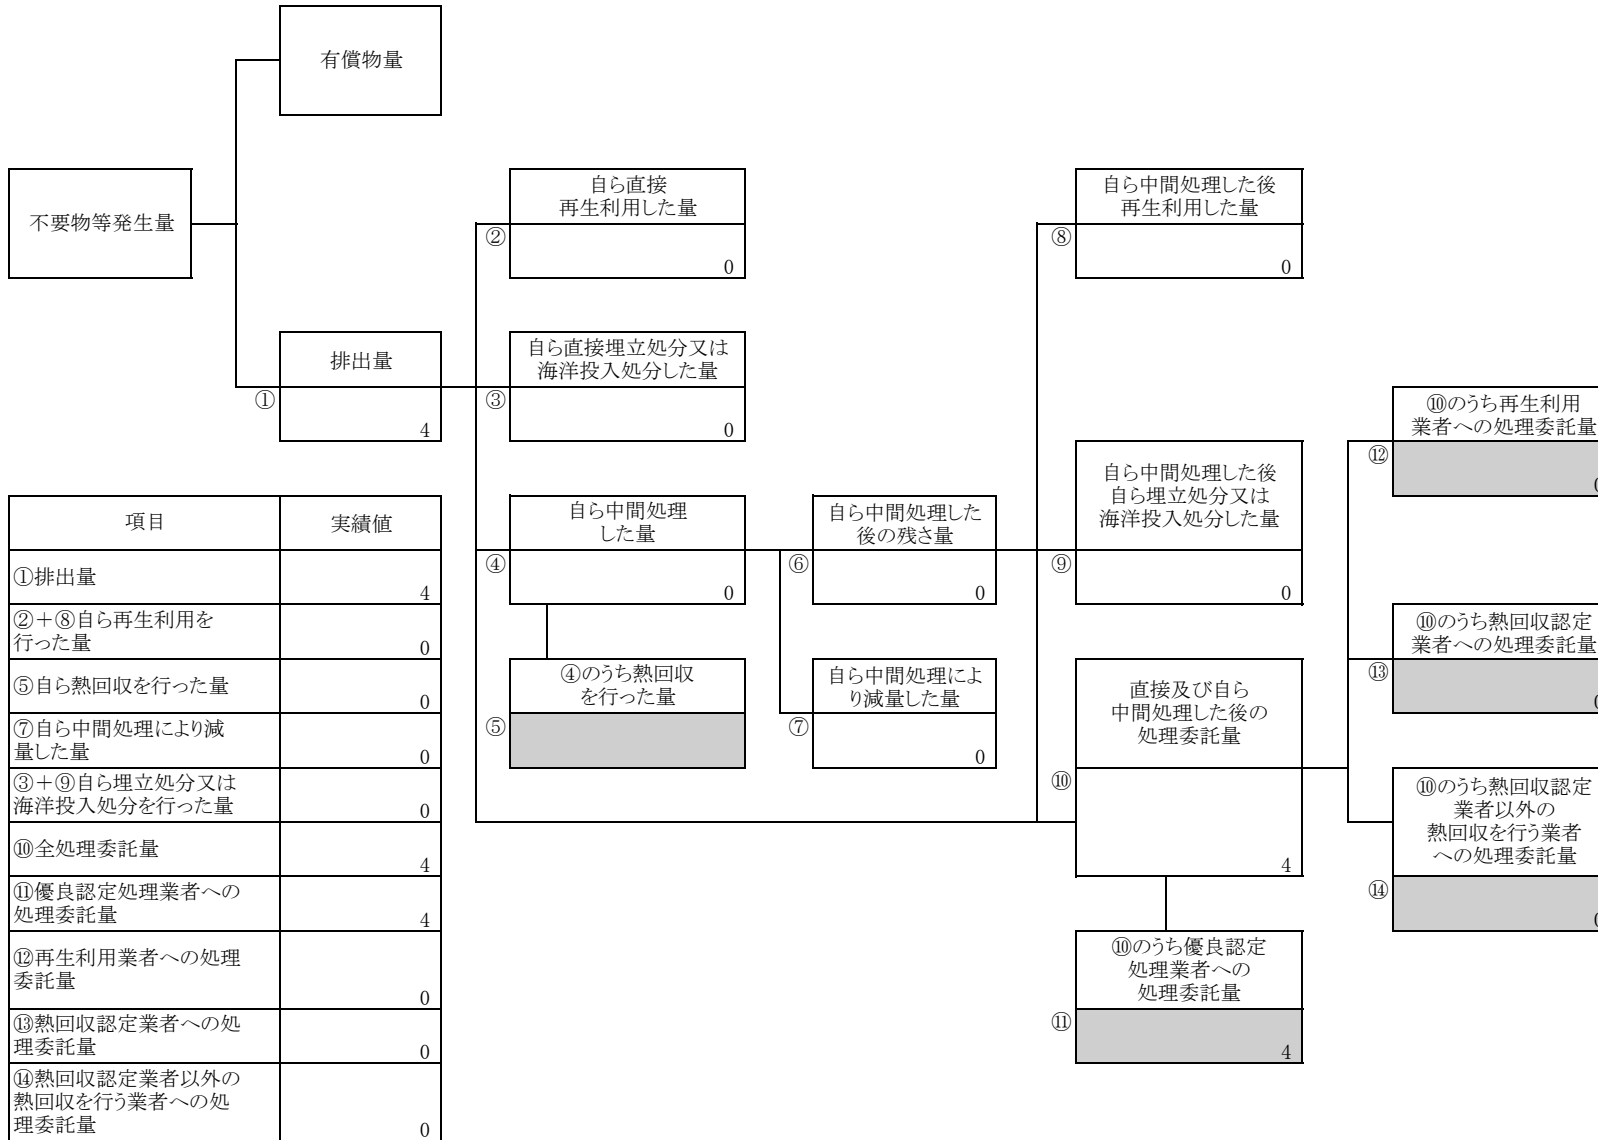 有償物量
不要物等発生量
自ら直接
再生利用した量
②
0
自ら中間処理した後
再生利用した量
⑧
0
排出量
①
4
自ら直接埋立処分又は
海洋投入処分した量
③
0
⑩のうち再生利用
業者への処理委託量
⑫
0
自ら中間処理
した量
④
0
自ら中間処理した
後の残さ量
⑥
0
自ら中間処理した後
自ら埋立処分又は
海洋投入処分した量
⑨
0
⑩のうち熱回収認定
業者への処理委託量
⑬
0
④のうち熱回収
を行った量
⑤
自ら中間処理によ
り減量した量
⑦
0
直接及び自ら
中間処理した後の
処理委託量
⑩
4
⑩のうち熱回収認定
業者以外の
熱回収を行う業者
への処理委託量
⑭
0
⑩のうち優良認定
処理業者への
処理委託量
⑪
4
項目 実績値
①排出量 4
②＋⑧自ら再生利用を
行った量 0
⑤自ら熱回収を行った量 0
⑦自ら中間処理により減
量した量 0
③＋⑨自ら埋立処分又は
海洋投入処分を行った量 0
⑩全処理委託量 4
⑪優良認定処理業者への
処理委託量 4
⑫再生利用業者への処理
委託量 0
⑬熱回収認定業者への処
理委託量 0
⑭熱回収認定業者以外の
熱回収を行う業者への処
理委託量 0